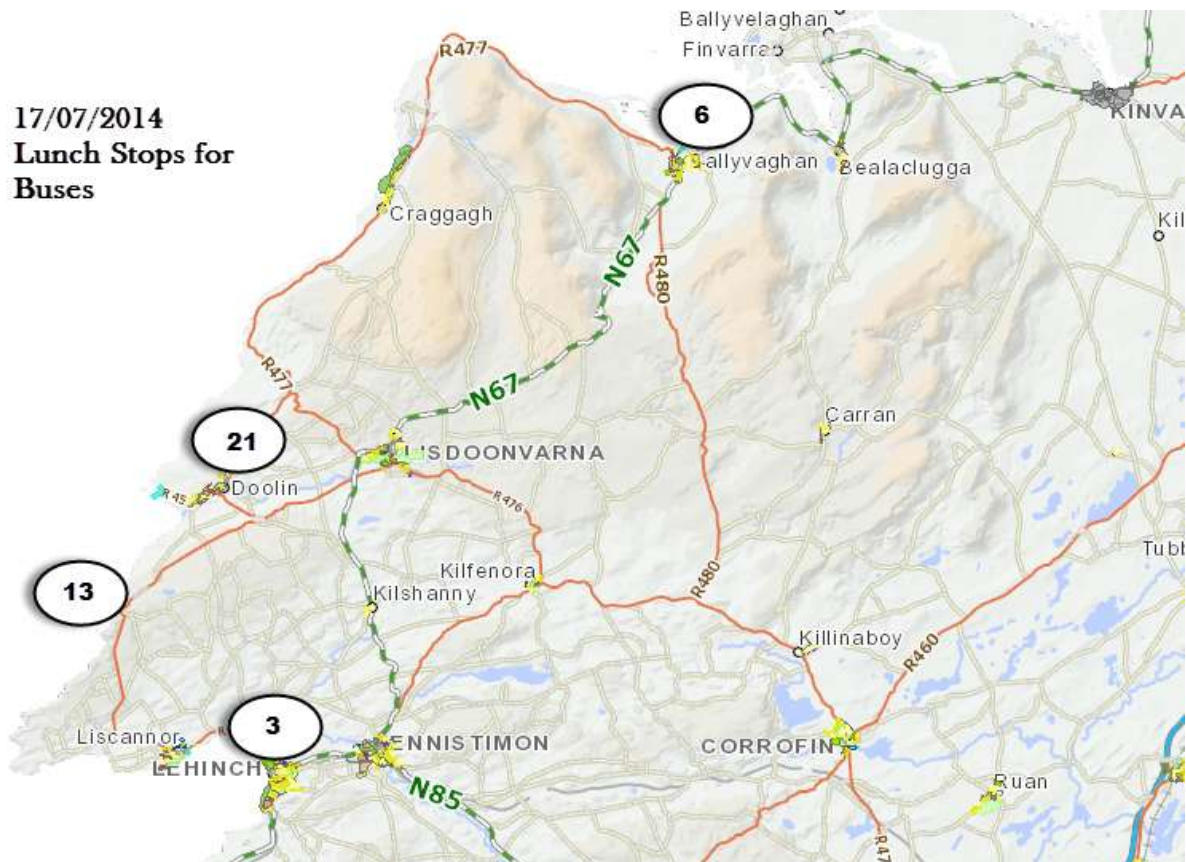 17/07/2014
Lunch Stops for
Buses
R477
Ballyvelaghan
Finvarra
KINVA
6
Ballyvaghan
Bealaclugga
Craggagh
Kil
N67
R480
R477
N67
Carran
21
LISDOONVARNA
Doolin
R45
R476
13
Kilfenora
R480
Tubb
Kilshanny
Killinaboy
R460
3
Liscannor
R
ENNISTIMON
CORROFIN
LEHINCH
N85
Ruan
R47